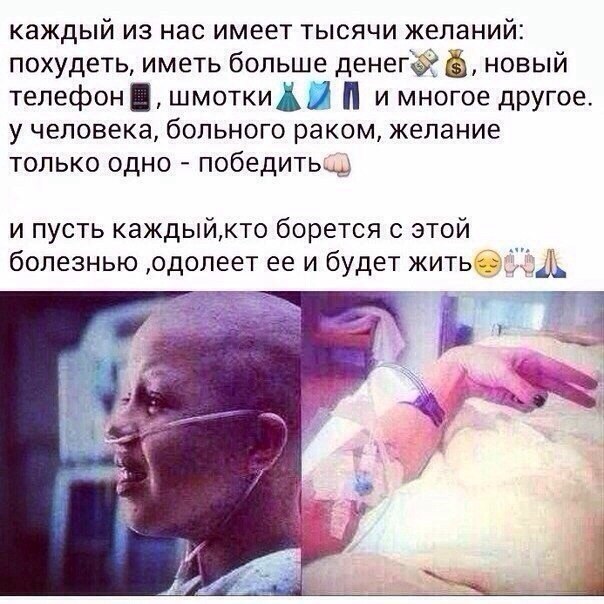 каждый из нас имеет тысячи желаний:
похудеть, иметь больше денег💸💰, новый
телефон📱, шмотки👗🎽👖 и многое другое.
у человека, больного раком, желание
только одно - победить👊
и пусть каждый,кто борется с этой
болезнью ,одолеет ее и будет жить😔🙌🙏